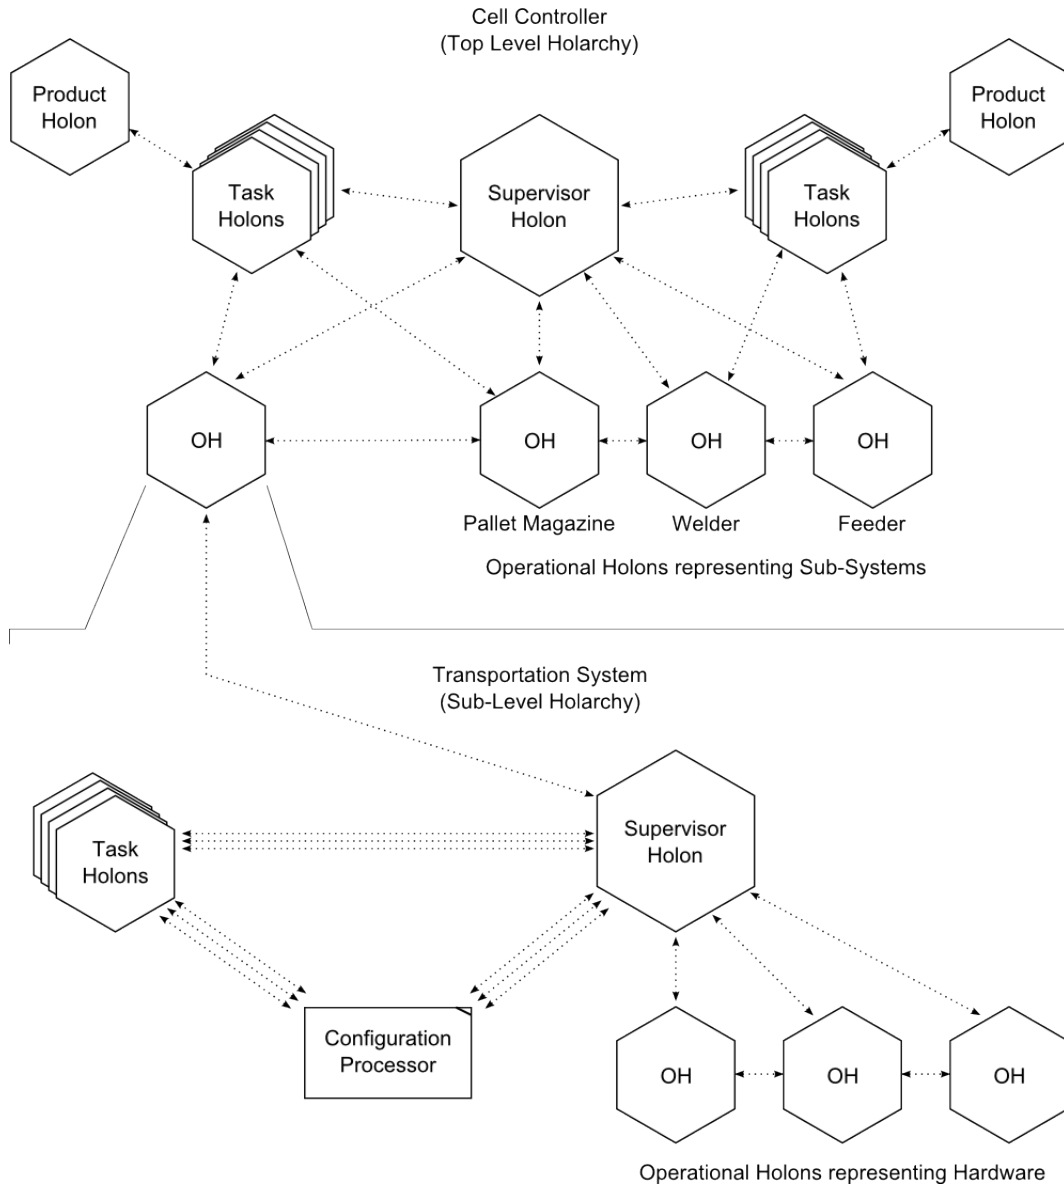 Cell Controller
(Top Level Holarchy)
Product
Holon
Product
Holon
Task
Holons
Supervisor
Holon
Task
Holons
OH
OH
OH
OH
Pallet Magazine
Welder
Feeder
Operational Holons representing Sub-Systems
Transportation System
(Sub-Level Holarchy)
Task
Holons
Supervisor
Holon
Configuration
Processor
OH
OH
OH
Operational Holons representing Hardware